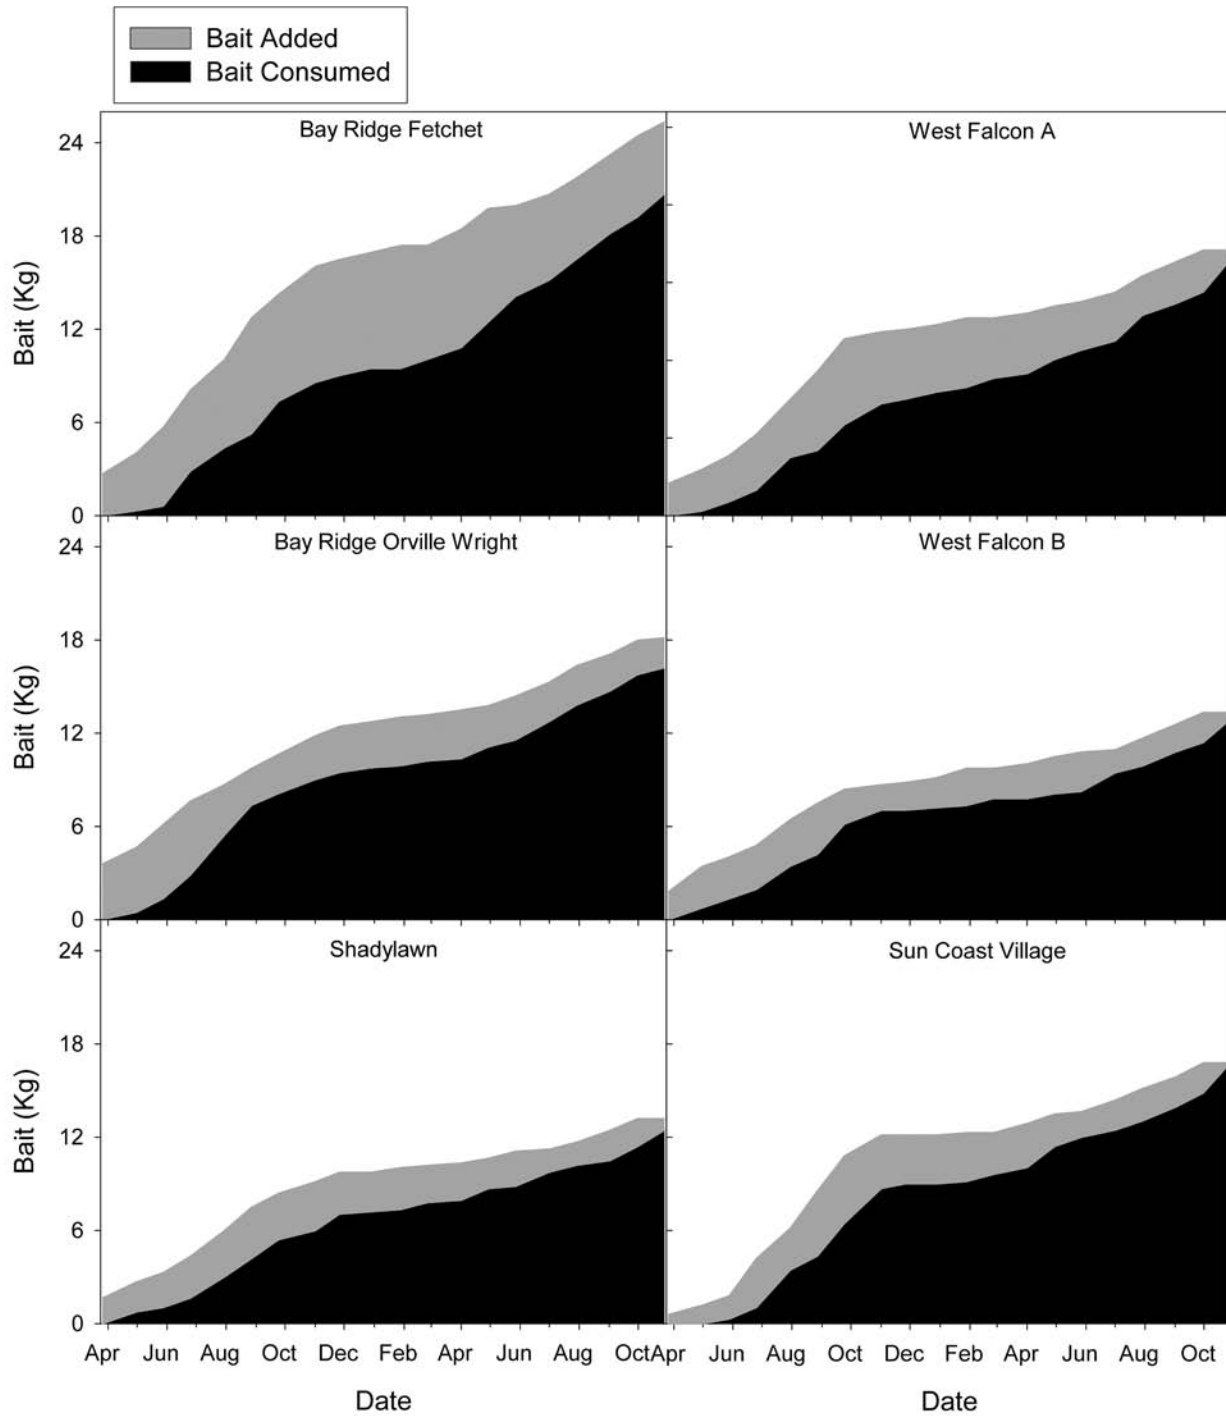 Bait Added
Bait Consumed
Bay Ridge Fetchet
West Falcon A
24
18
12
6
0
Bait (Kg)
Bay Ridge Orville Wright
West Falcon B
24
18
12
6
0
Bait (Kg)
Shadylawn
Sun Coast Village
24
18
12
6
0
Bait (Kg)
Apr Jun Aug Oct Dec Feb Apr Jun Aug Oct Apr Jun Aug Oct Dec Feb Apr Jun Aug Oct
Date Date